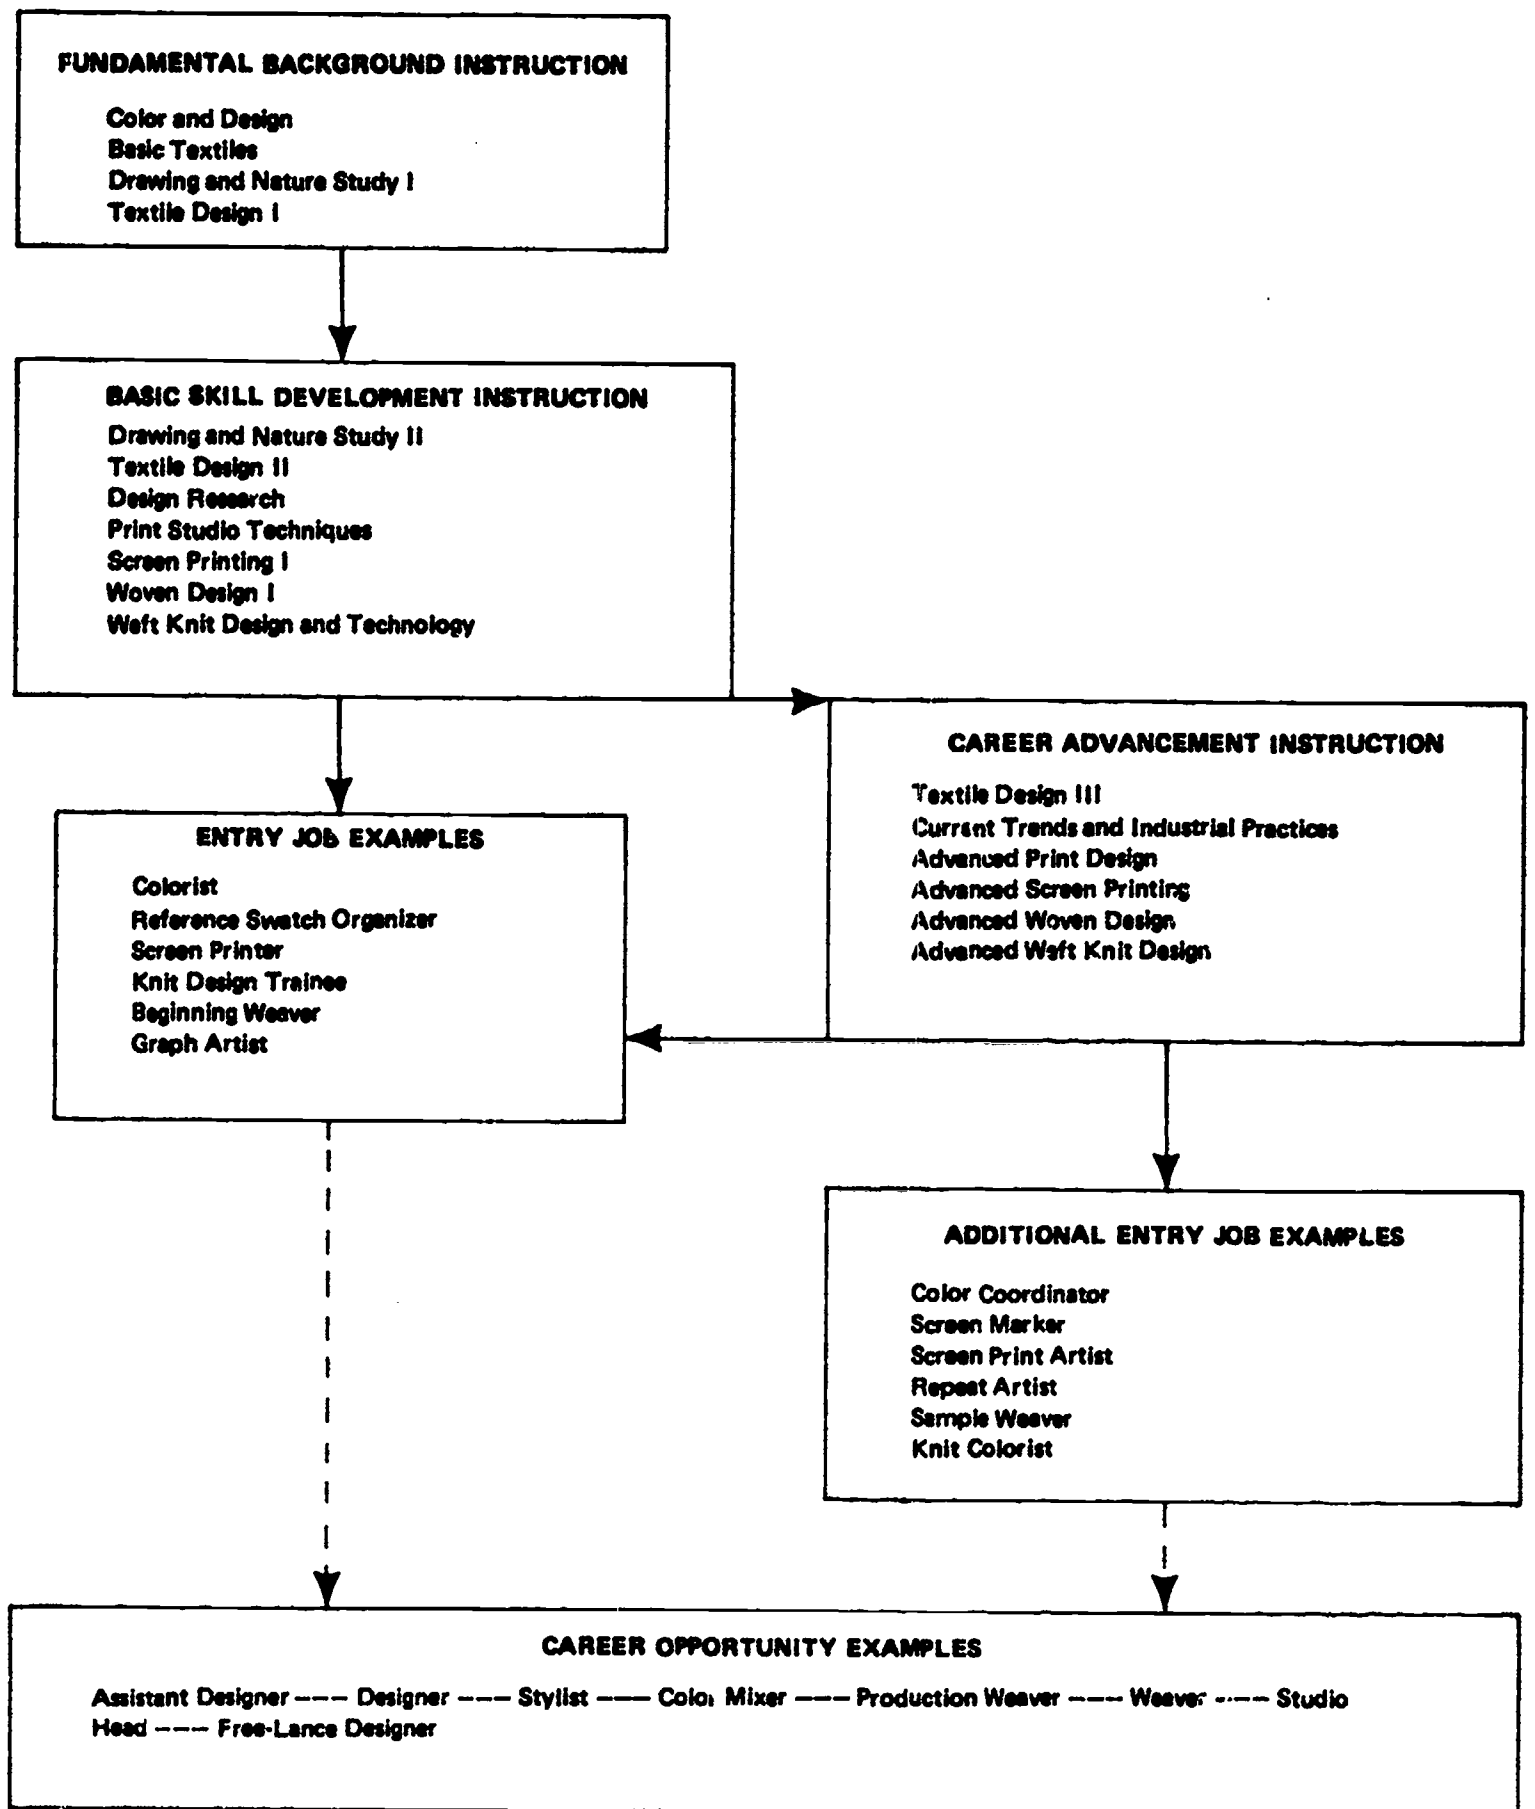 FUNDAMENTAL BACKGROUND INSTRUCTION
Color and Design
Basic Textiles
Drawing and Nature Study I
Textile Design I
BASIC SKILL DEVELOPMENT INSTRUCTION
Drawing and Nature Study II
Textile Design II
Design Research
Print Studio Techniques
Screen Printing I
Woven Design I
Weft Knit Design and Technology
CAREER ADVANCEMENT INSTRUCTION
Textile Design III
Current Trends and Industrial Practices
Advanced Print Design
Advanced Screen Printing
Advanced Woven Design
Advanced Weft Knit Design
ENTRY JOB EXAMPLES
Colorist
Reference Swatch Organizer
Screen Printer
Knit Design Trainee
Beginning Weaver
Graph Artist
ADDITIONAL ENTRY JOB EXAMPLES
Color Coordinator
Screen Marker
Screen Print Artist
Repeat Artist
Sample Weaver
Knit Colorist
CAREER OPPORTUNITY EXAMPLES
Assistant Designer --- Designer --- Stylist --- Color Mixer --- Production Weaver --- Weaver --- Studio
Head --- Free-Lance Designer